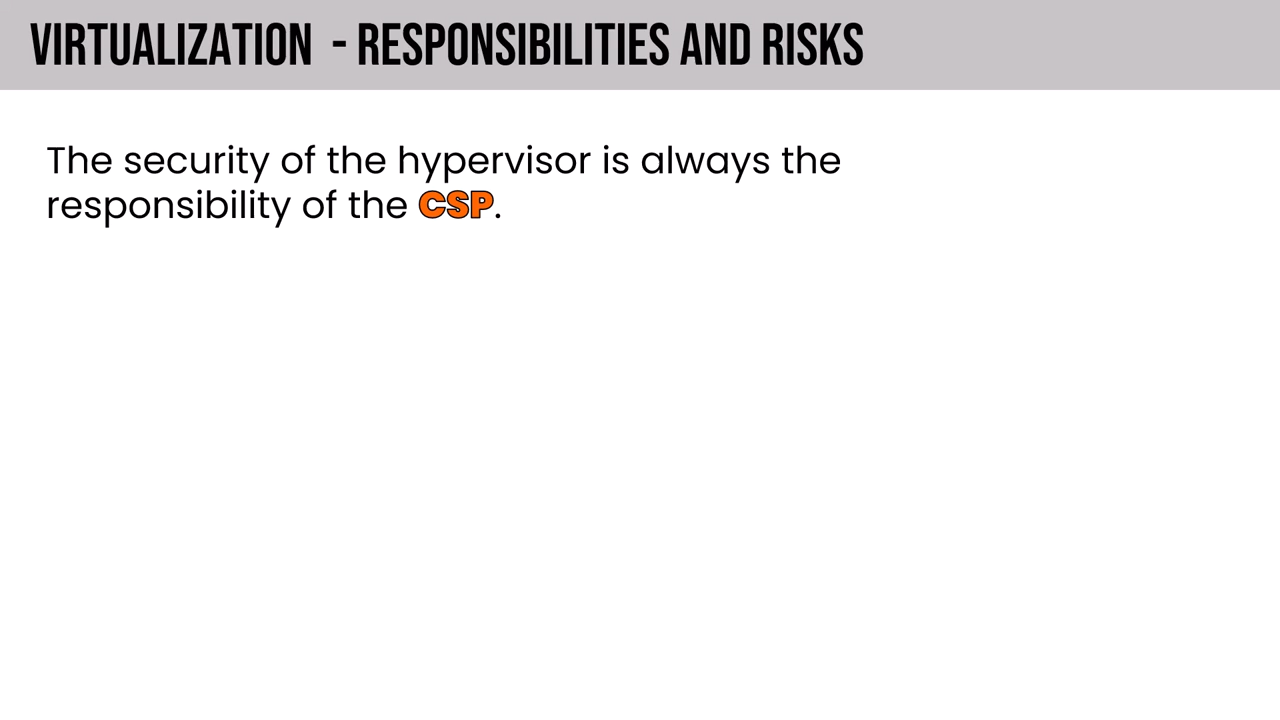 VIRTUALIZATION - RESPONSIBILITIES AND RISKS
The security of the hypervisor is always the
responsibility of the CSP.